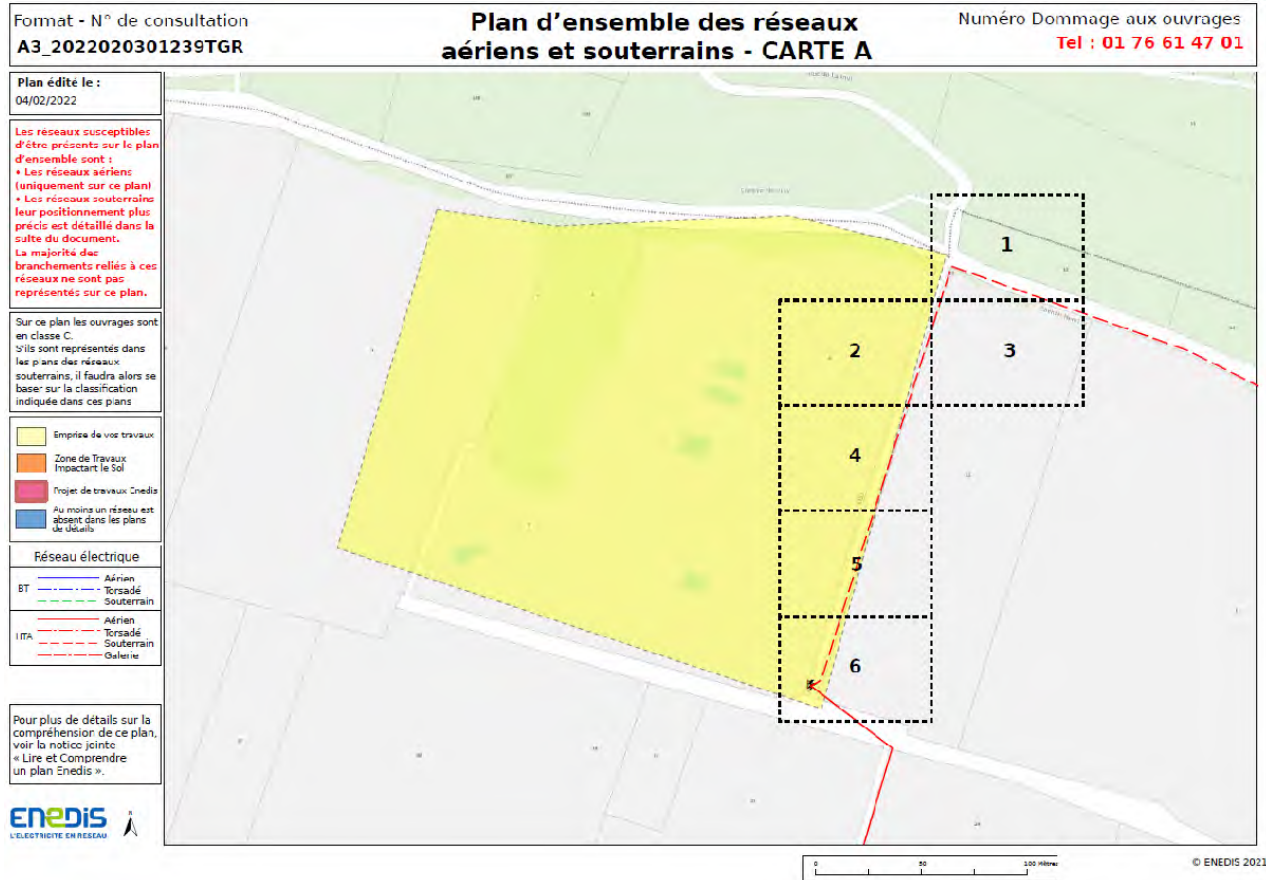 Format - N° de consultation
A3_2022020301239TGR
Plan d'ensemble des réseaux
aériens et souterrains - CARTE A
Numéro Dommage aux ouvrages
Tel : 01 76 61 47 01
Plan édité le :
04/02/2022
Les réseaux susceptibles
d'être présents sur le plan
d'ensemble sont :
• Les réseaux aériens
(uniquement sur ce plan)
• Les réseaux souterrains
leur positionnement plus
précis est détaillé dans la
suite du document.
La majorité des
branchements reliés à ces
réseaux ne sont pas
représentés sur ce plan.
Sur ce plan les ouvrages sont
en classe C.
S'ils sont représentés dans
les plans des réseaux
souterrains, il faudra alors se
baser sur la classification
indiquée dans ces plans
Emprise de vos travaux
Zone de Travaux
Impactant le Sol
Projet de travaux Enedis
Au moins un réseau est
absent dans les plans
de détails
Réseau électrique
BT
Aérien
Torsadé
Souterrain
HTA
Aérien
Torsadé
Souterrain
Galerie
Pour plus de détails sur la
compréhension de ce plan,
voir la notice jointe
« Lire et Comprendre
un plan Enedis ».
ENEDIS
L'ELECTRICITE EN RESEAU
N
1
2
3
4
5
6
0 50 100 Mètres
© ENEDIS 2021